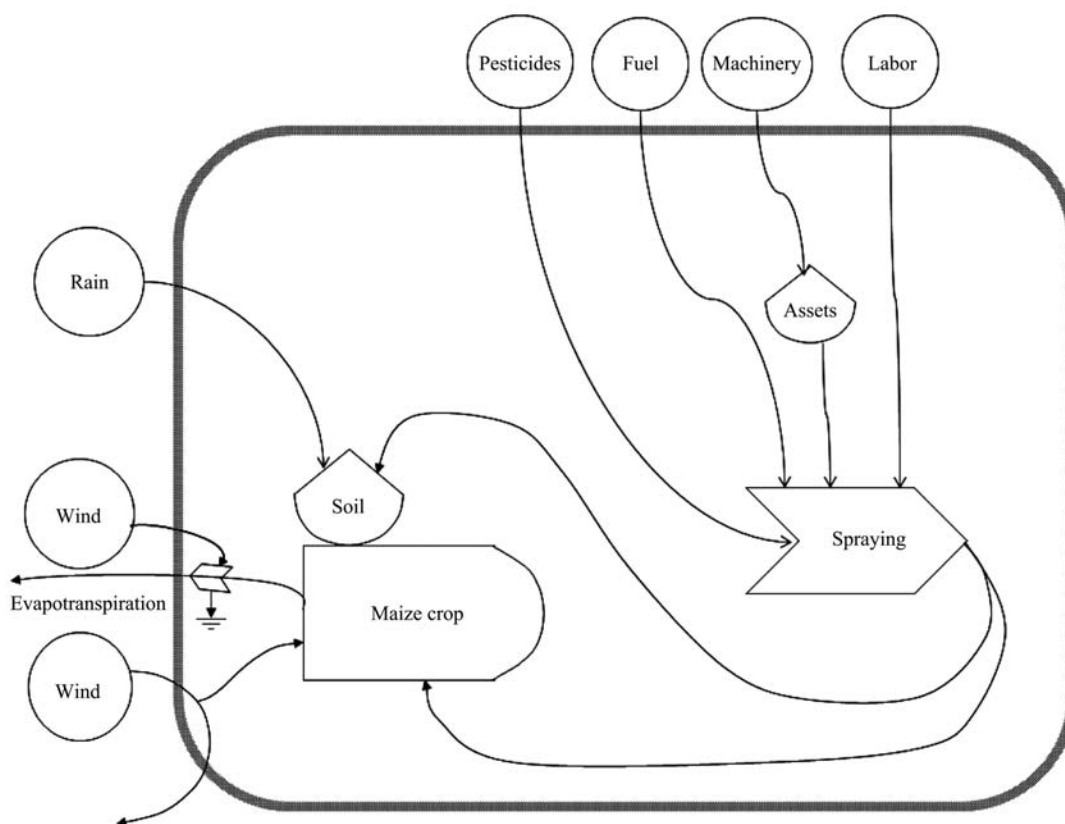 Pesticides
Fuel
Machinery
Labor
Rain
Assets
Soil
Wind
Spraying
Evapotranspiration
Maize crop
Wind